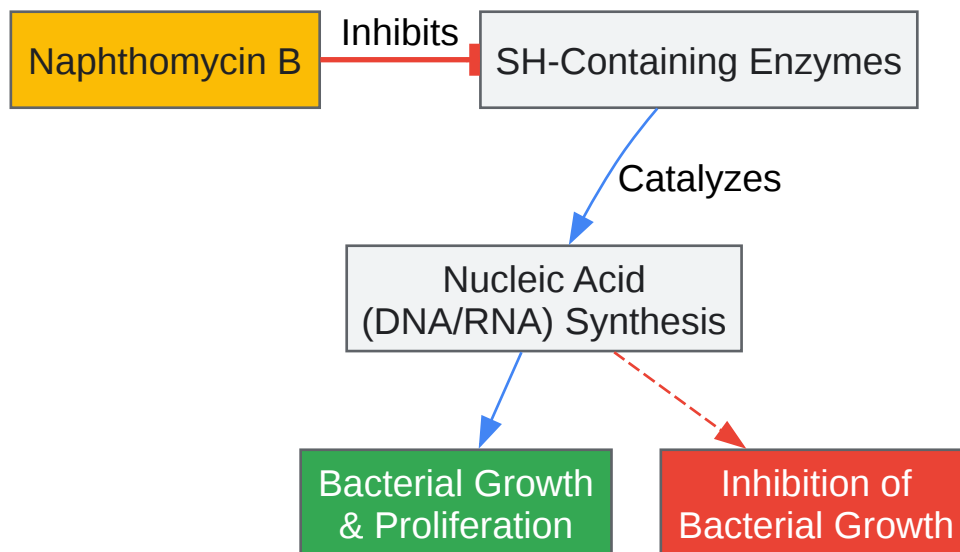 Naphthomycin B
Inhibits
SH-Containing Enzymes
Catalyzes
Nucleic Acid
(DNA/RNA) Synthesis
Bacterial Growth
& Proliferation
Inhibition of
Bacterial Growth